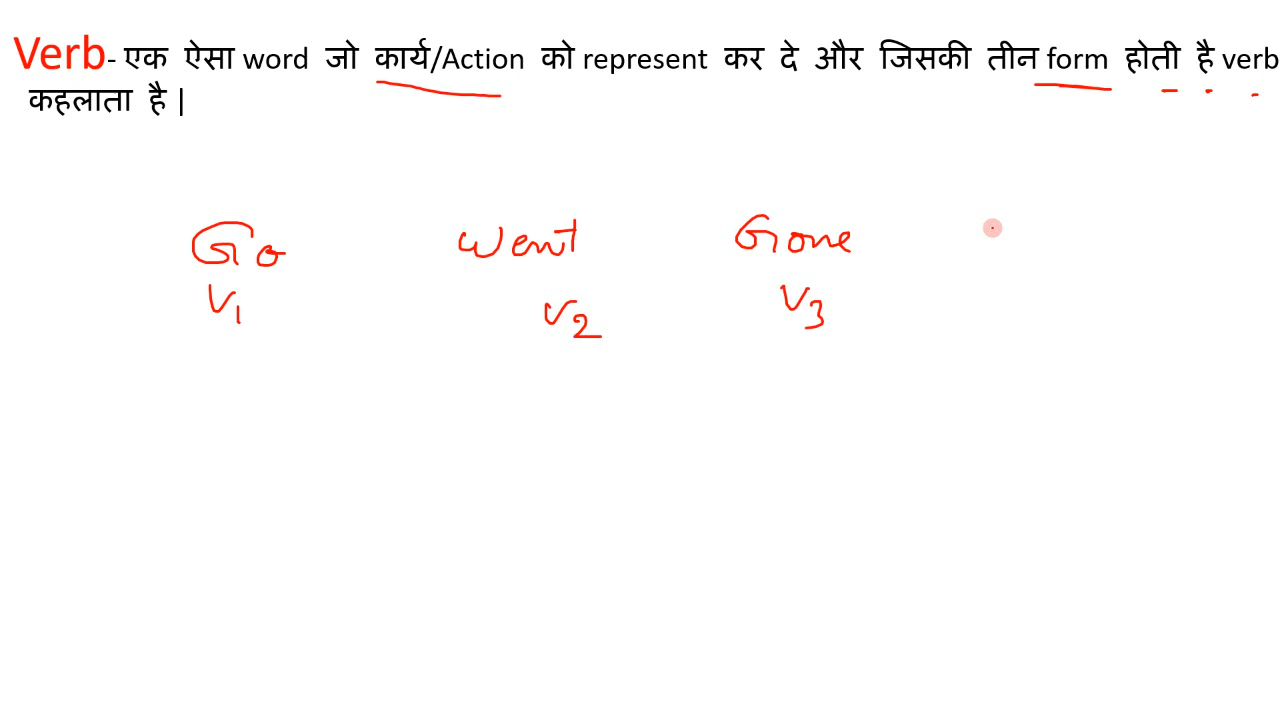 Verb- एक ऐसा word जो कार्य/Action को represent कर दे और जिसकी तीन form होती है verb
कहलाता है |
Go Went Gone
V1 V2 V3